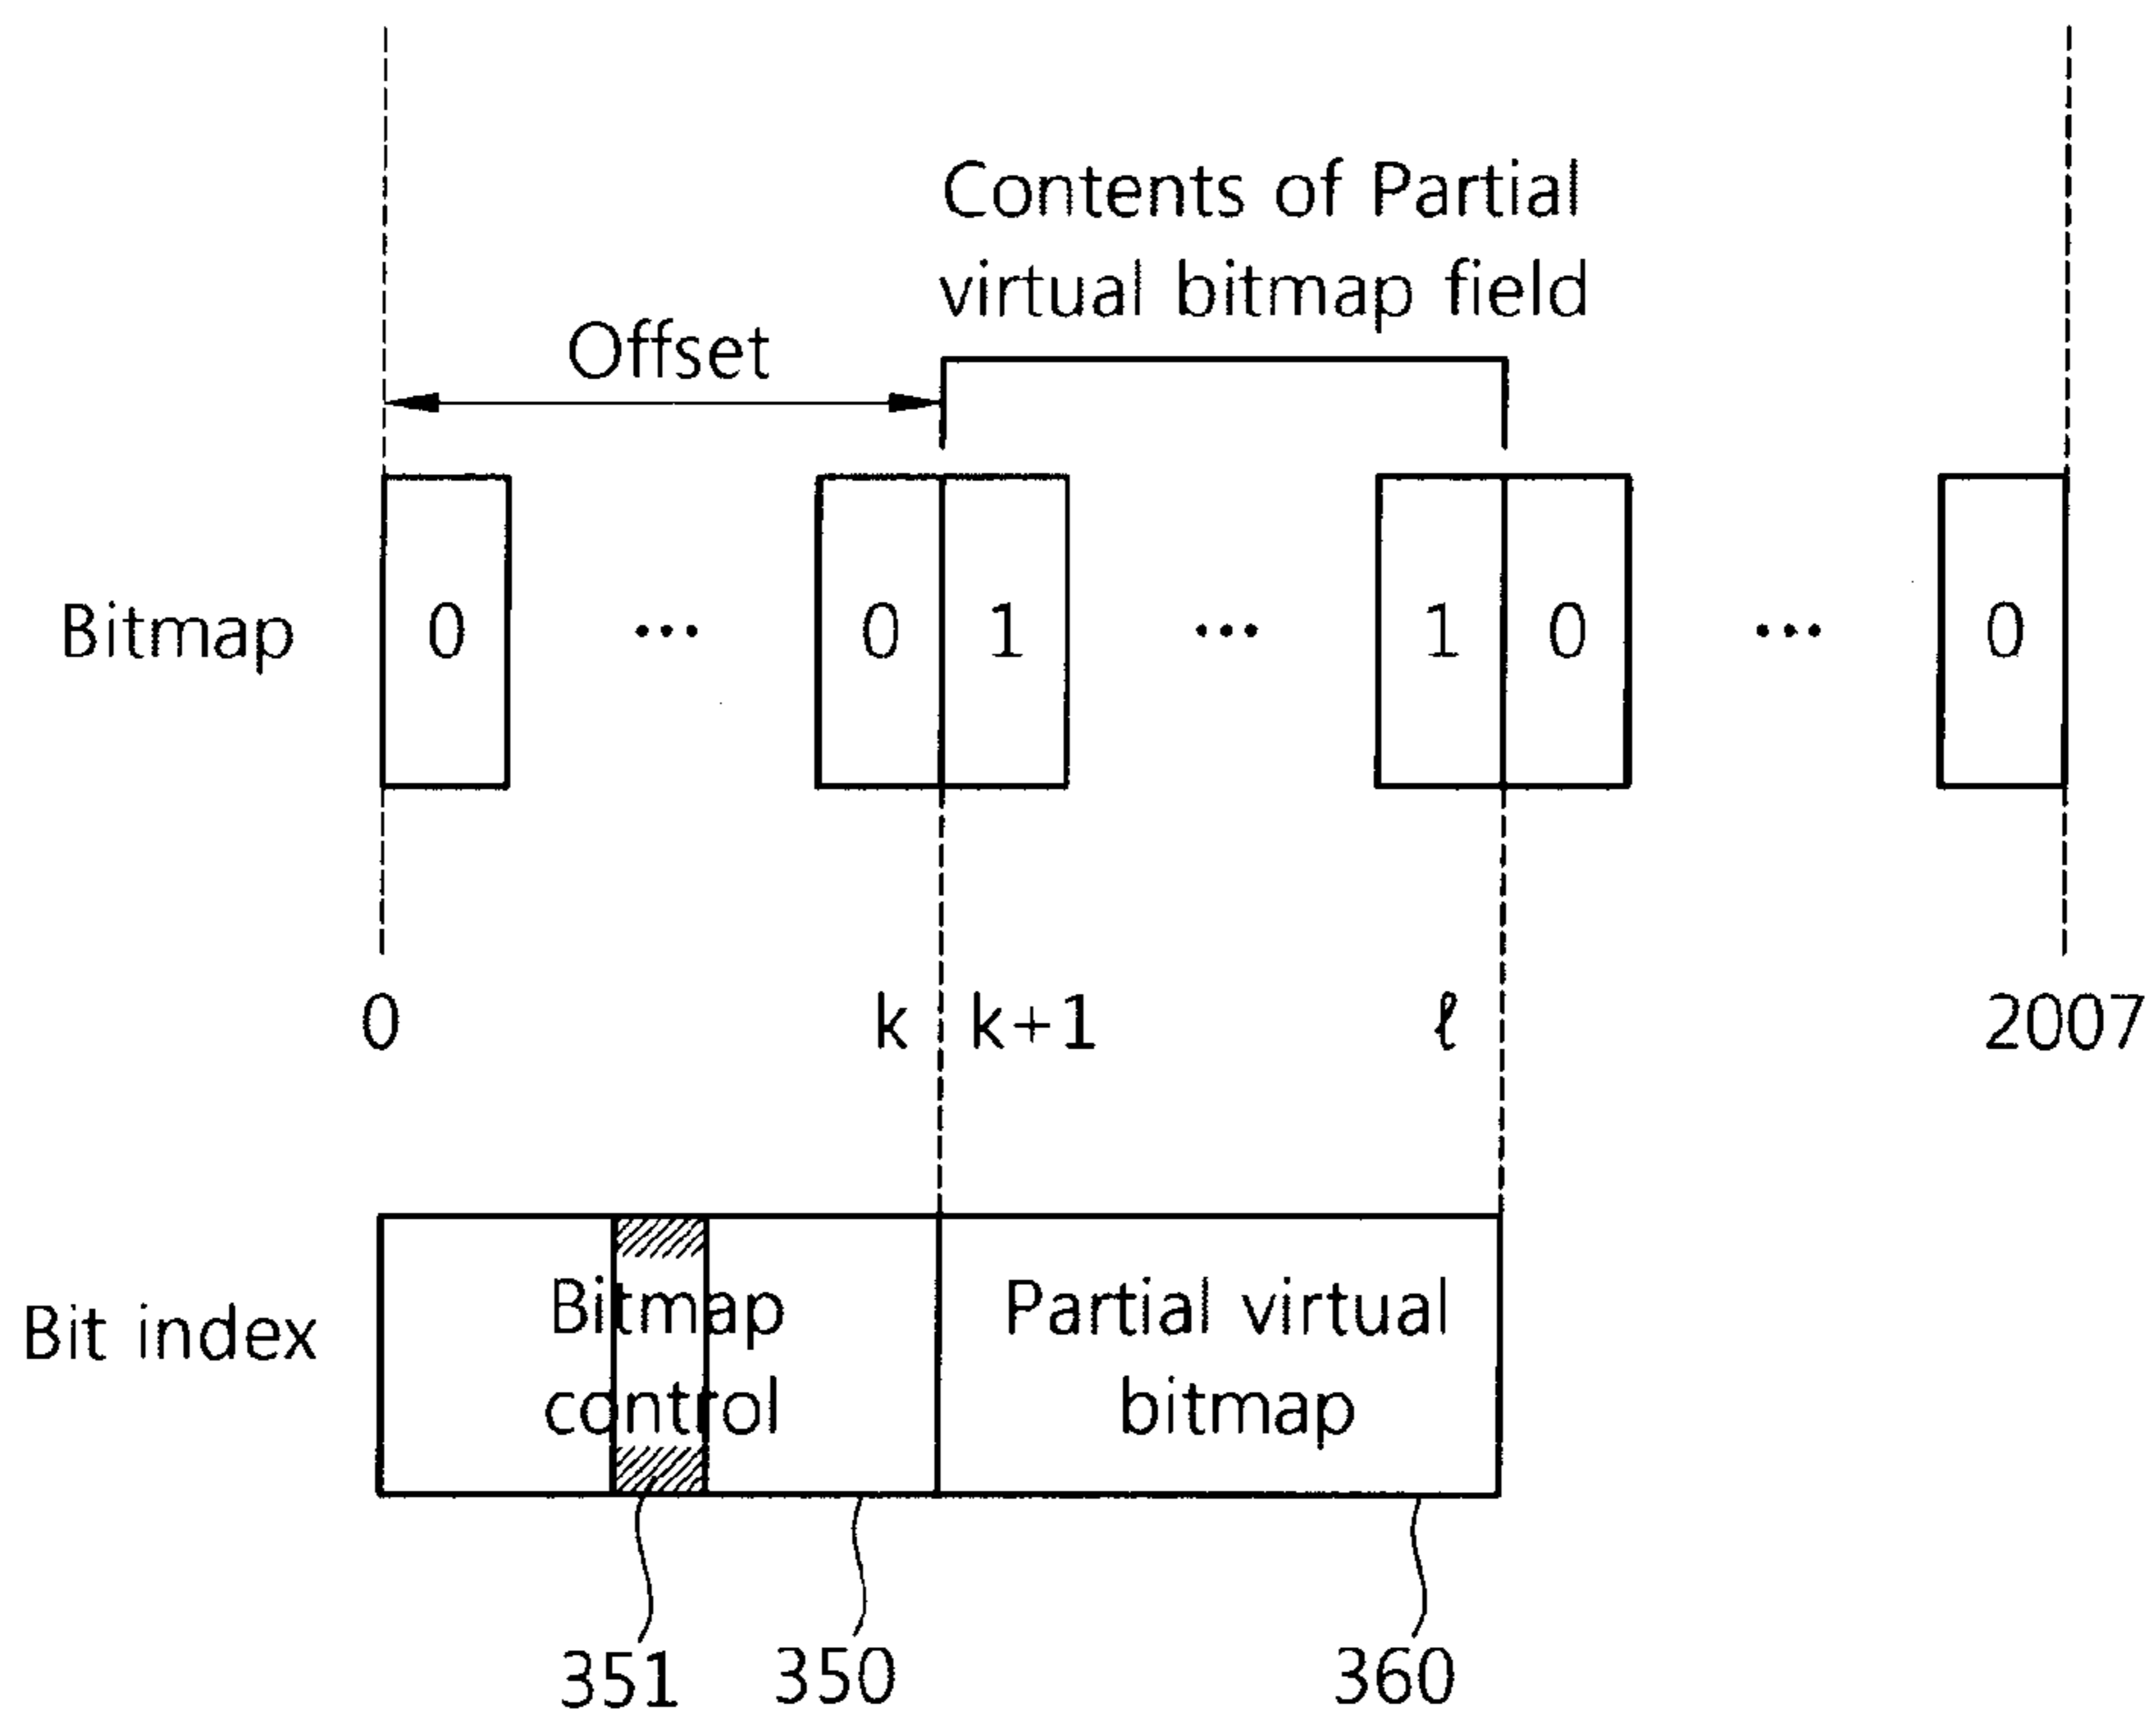 Contents of Partial
virtual bitmap field
Offset
Bitmap 0 ••• 0 1 ••• 1 0 ••• 0
0 k k+1 ℓ 2007
Bit index
Bitmap
control
Partial virtual
bitmap
351 350 360